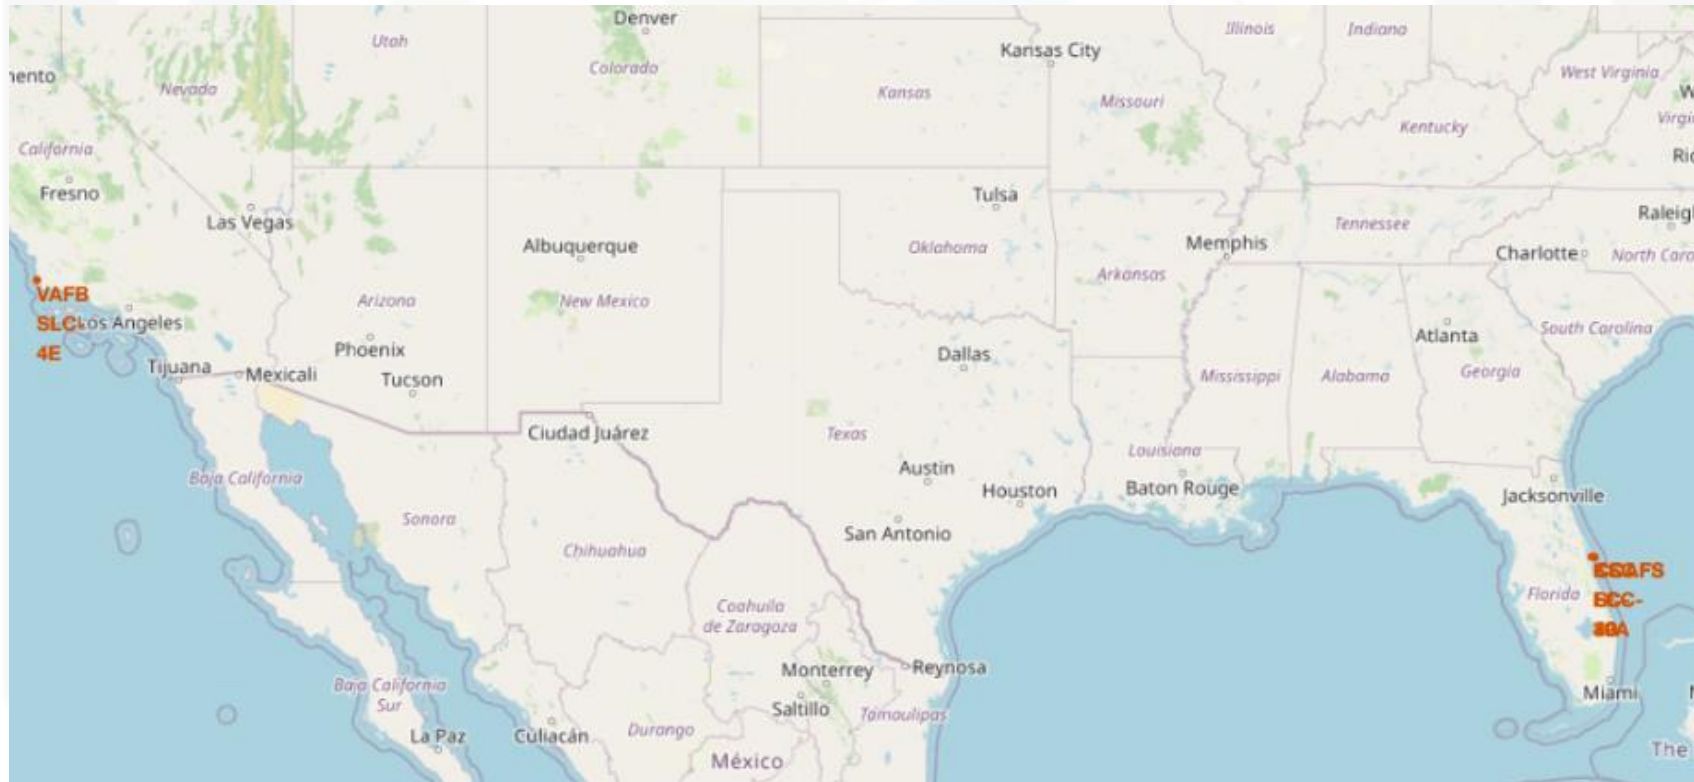 Denver
Utah
Illinois
Indiana
Kansas City
Colorado
West Virginia
Nevada
Kansas
Missouri
Kentucky
California
Fresno
Tulsa
Las Vegas
Albuquerque
Oklahoma
Memphis
Tennessee
Charlotte
Arkansas
Arizona
New Mexico
VAFB
SLC-
4E
Los Angeles
Phoenix
Dallas
Atlanta
South Carolina
Tijuana
Mexicali
Tucson
Mississippi
Alabama
Georgia
Ciudad Juárez
Texas
Louisiana
Austin
Baja California
Houston
Baton Rouge
Jacksonville
Sonora
San Antonio
Chihuahua
Florida
Coahuila
de Zaragoza
Monterrey
Reynosa
Baja California
Sur
Saltillo
Tamaulipas
Miami
La Paz
Culiacán
Durango
México
The